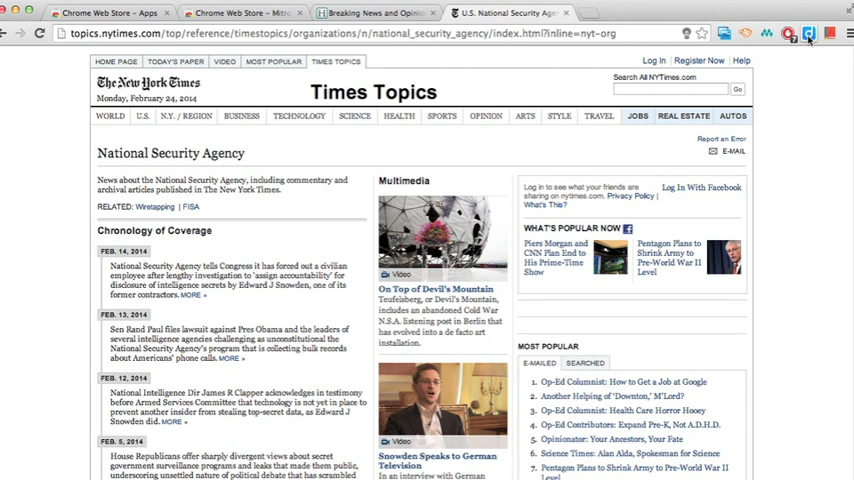 Chrome Web Store – Apps
Chrome Web Store – Mitro
Breaking News and Opinion
U.S. National Security Agen
topics.nytimes.com/top/reference/timestopics/organizations/n/national_security_agency/index.html?inline=nyt-org
HOME PAGE
TODAY'S PAPER
VIDEO
MOST POPULAR
TIMES TOPICS
Log In
Register Now
Help
The New York Times
Monday, February 24, 2014
Times Topics
Search All NYTimes.com
Go
WORLD
U.S.
N.Y. / REGION
BUSINESS
TECHNOLOGY
SCIENCE
HEALTH
SPORTS
OPINION
ARTS
STYLE
TRAVEL
JOBS
REAL ESTATE
AUTOS
Report an Error
National Security Agency
E-MAIL
News about the National Security Agency, including commentary and
archival articles published in The New York Times.
RELATED: Wiretapping | FISA
Chronology of Coverage
FEB. 14, 2014
National Security Agency tells Congress it has forced out a civilian
employee after lengthy investigation to 'assign accountability' for
disclosure of intelligence secrets by Edward J Snowden, one of its
former contractors. MORE »
FEB. 13, 2014
Sen Rand Paul files lawsuit against Pres Obama and the leaders of
several intelligence agencies challenging as unconstitutional the
National Security Agency's program that is collecting bulk records
about Americans' phone calls. MORE »
FEB. 12, 2014
National Intelligence Dir James R Clapper acknowledges in testimony
before Armed Services Committee that technology is not yet in place to
prevent another insider from stealing top-secret data, as Edward J
Snowden did. MORE »
FEB. 5, 2014
House Republicans offer sharply divergent views about secret
government surveillance programs and leaks that made them public,
underscoring unsettled nature of political debate that has scrambled
Multimedia
Video
On Top of Devil's Mountain
Teufelsberg, or Devil's Mountain,
includes an abandoned Cold War
N.S.A. listening post in Berlin that
has evolved into a de facto art
installation.
Video
Snowden Speaks to German
Television
In an interview with German
Log in to see what your friends are
sharing on nytimes.com. Privacy Policy |
What's This?
Log In With Facebook
WHAT'S POPULAR NOW
Piers Morgan and
CNN Plan End to
His Prime-Time
Show
Pentagon Plans to
Shrink Army to
Pre-World War II
Level
MOST POPULAR
E-MAILED
SEARCHED
1. Op-Ed Columnist: How to Get a Job at Google
2. Another Helping of 'Downton,' M'Lord?
3. Op-Ed Columnist: Health Care Horror Hooey
4. Op-Ed Contributors: Expand Pre-K, Not A.D.H.D.
5. Opinionator: Your Ancestors, Your Fate
6. Science Times: Alan Alda, Spokesman for Science
7. Pentagon Plans to Shrink Army to Pre-World War II
Level